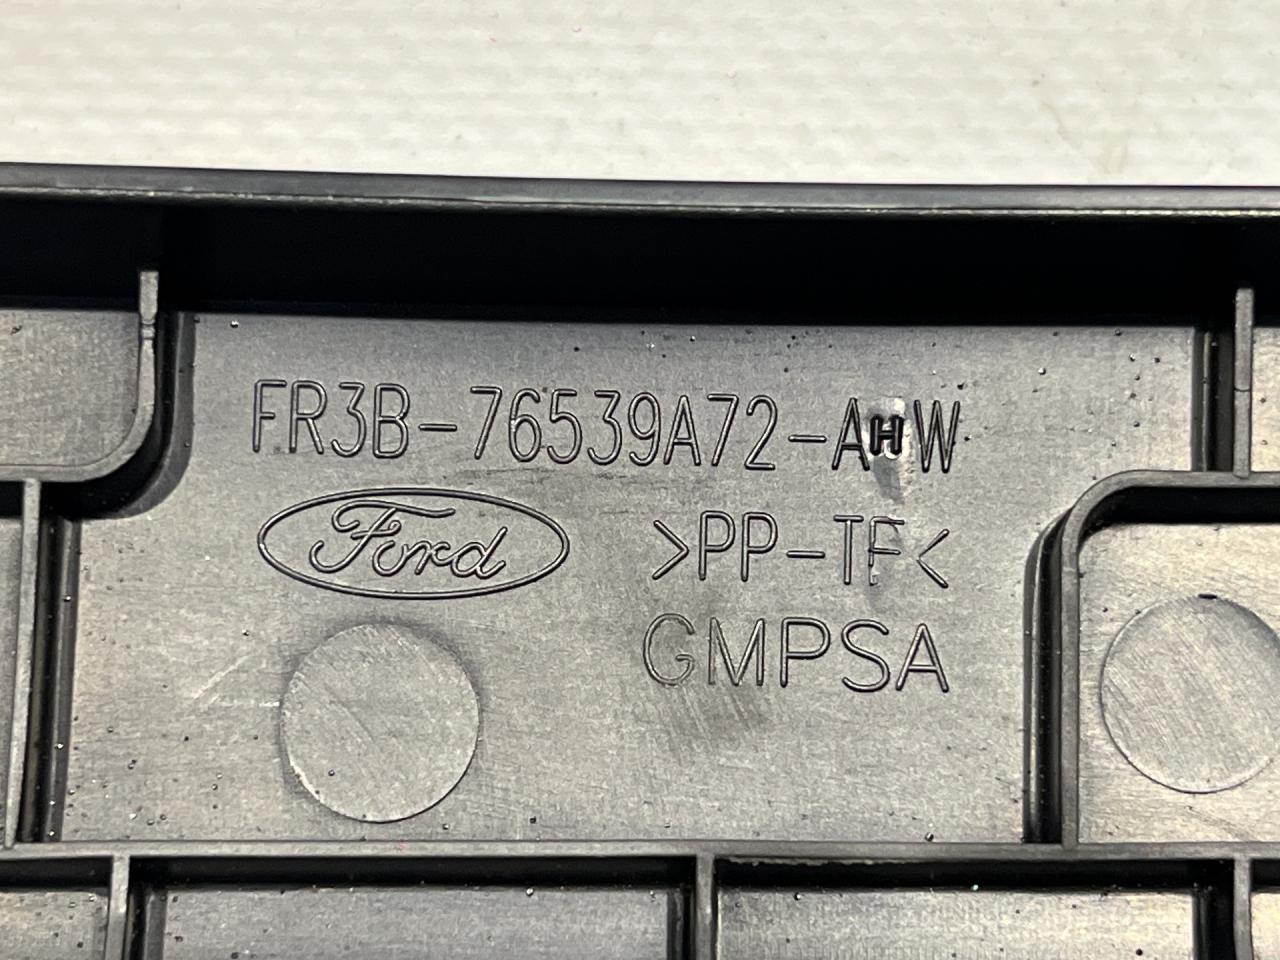 FR3B-76539A72-AHW
Ford
>PP-TF<
GMPSA